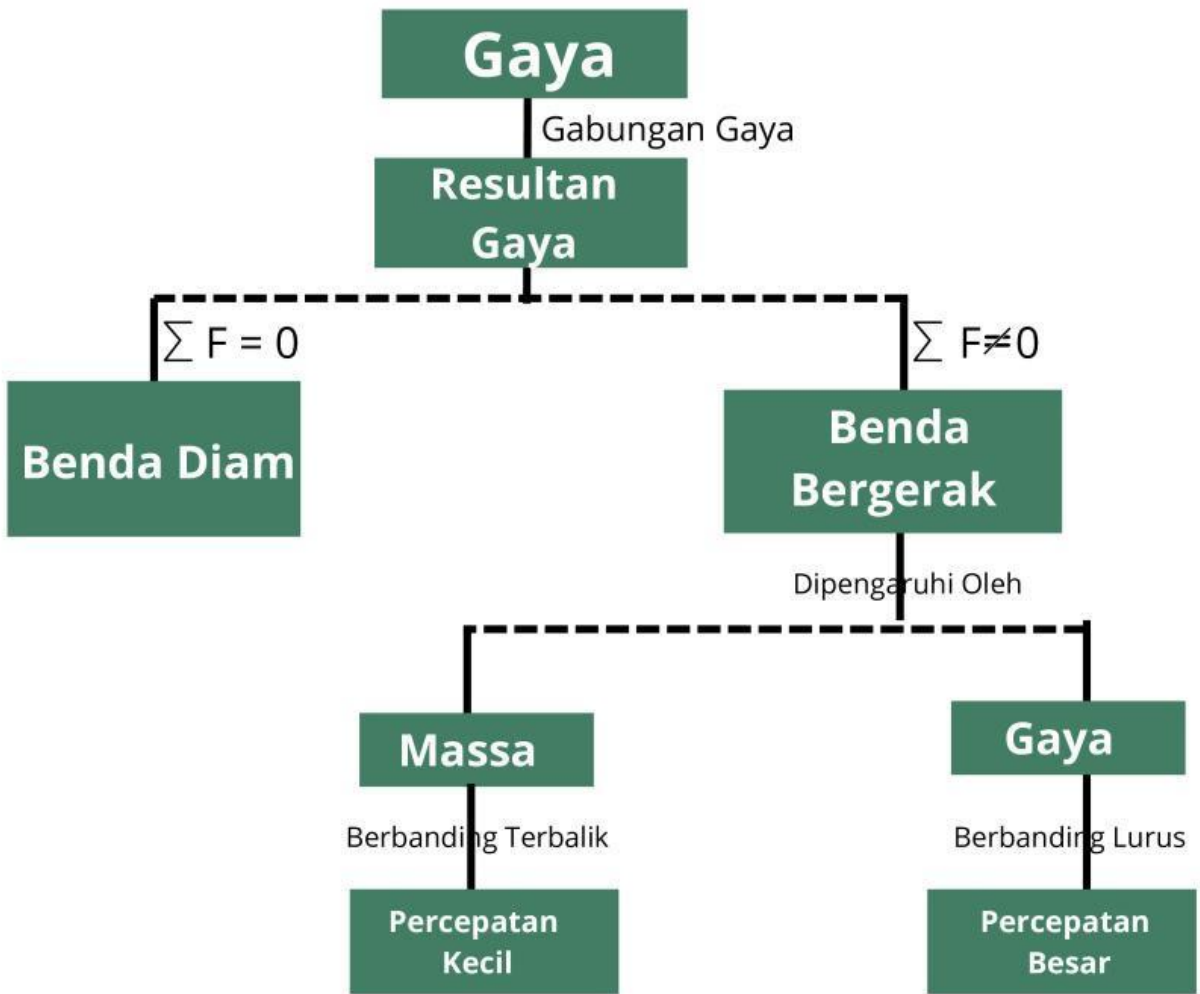 Gaya
Gabungan Gaya
Resultan
Gaya
∑ F = 0
∑ F≠0
Benda Diam
Benda
Bergerak
Dipengaruhi Oleh
Massa
Gaya
Berbanding Terbalik
Berbanding Lurus
Percepatan
Kecil
Percepatan
Besar